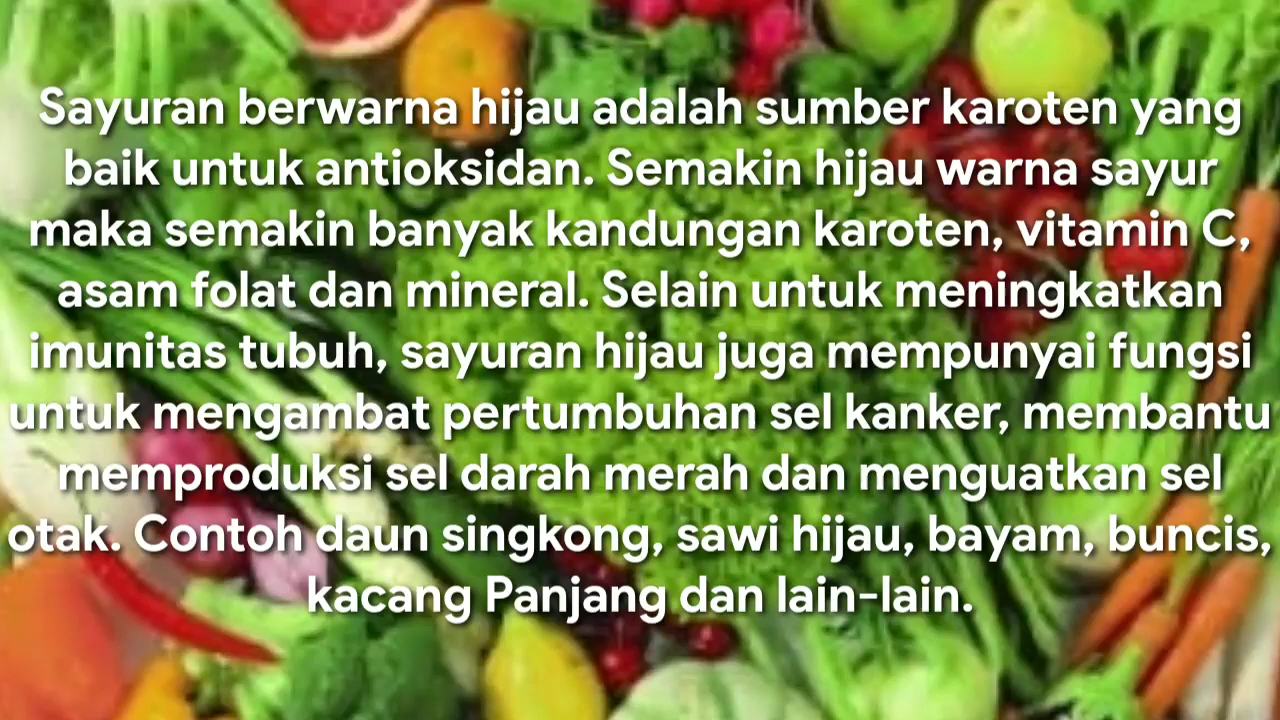 Sayuran berwarna hijau adalah sumber karoten yang
baik untuk antioksidan. Semakin hijau warna sayur
maka semakin banyak kandungan karoten, vitamin C,
asam folat dan mineral. Selain untuk meningkatkan
imunitas tubuh, sayuran hijau juga mempunyai fungsi
untuk mengambat pertumbuhan sel kanker, membantu
memproduksi sel darah merah dan menguatkan sel
otak. Contoh daun singkong, sawi hijau, bayam, buncis,
kacang Panjang dan lain-lain.